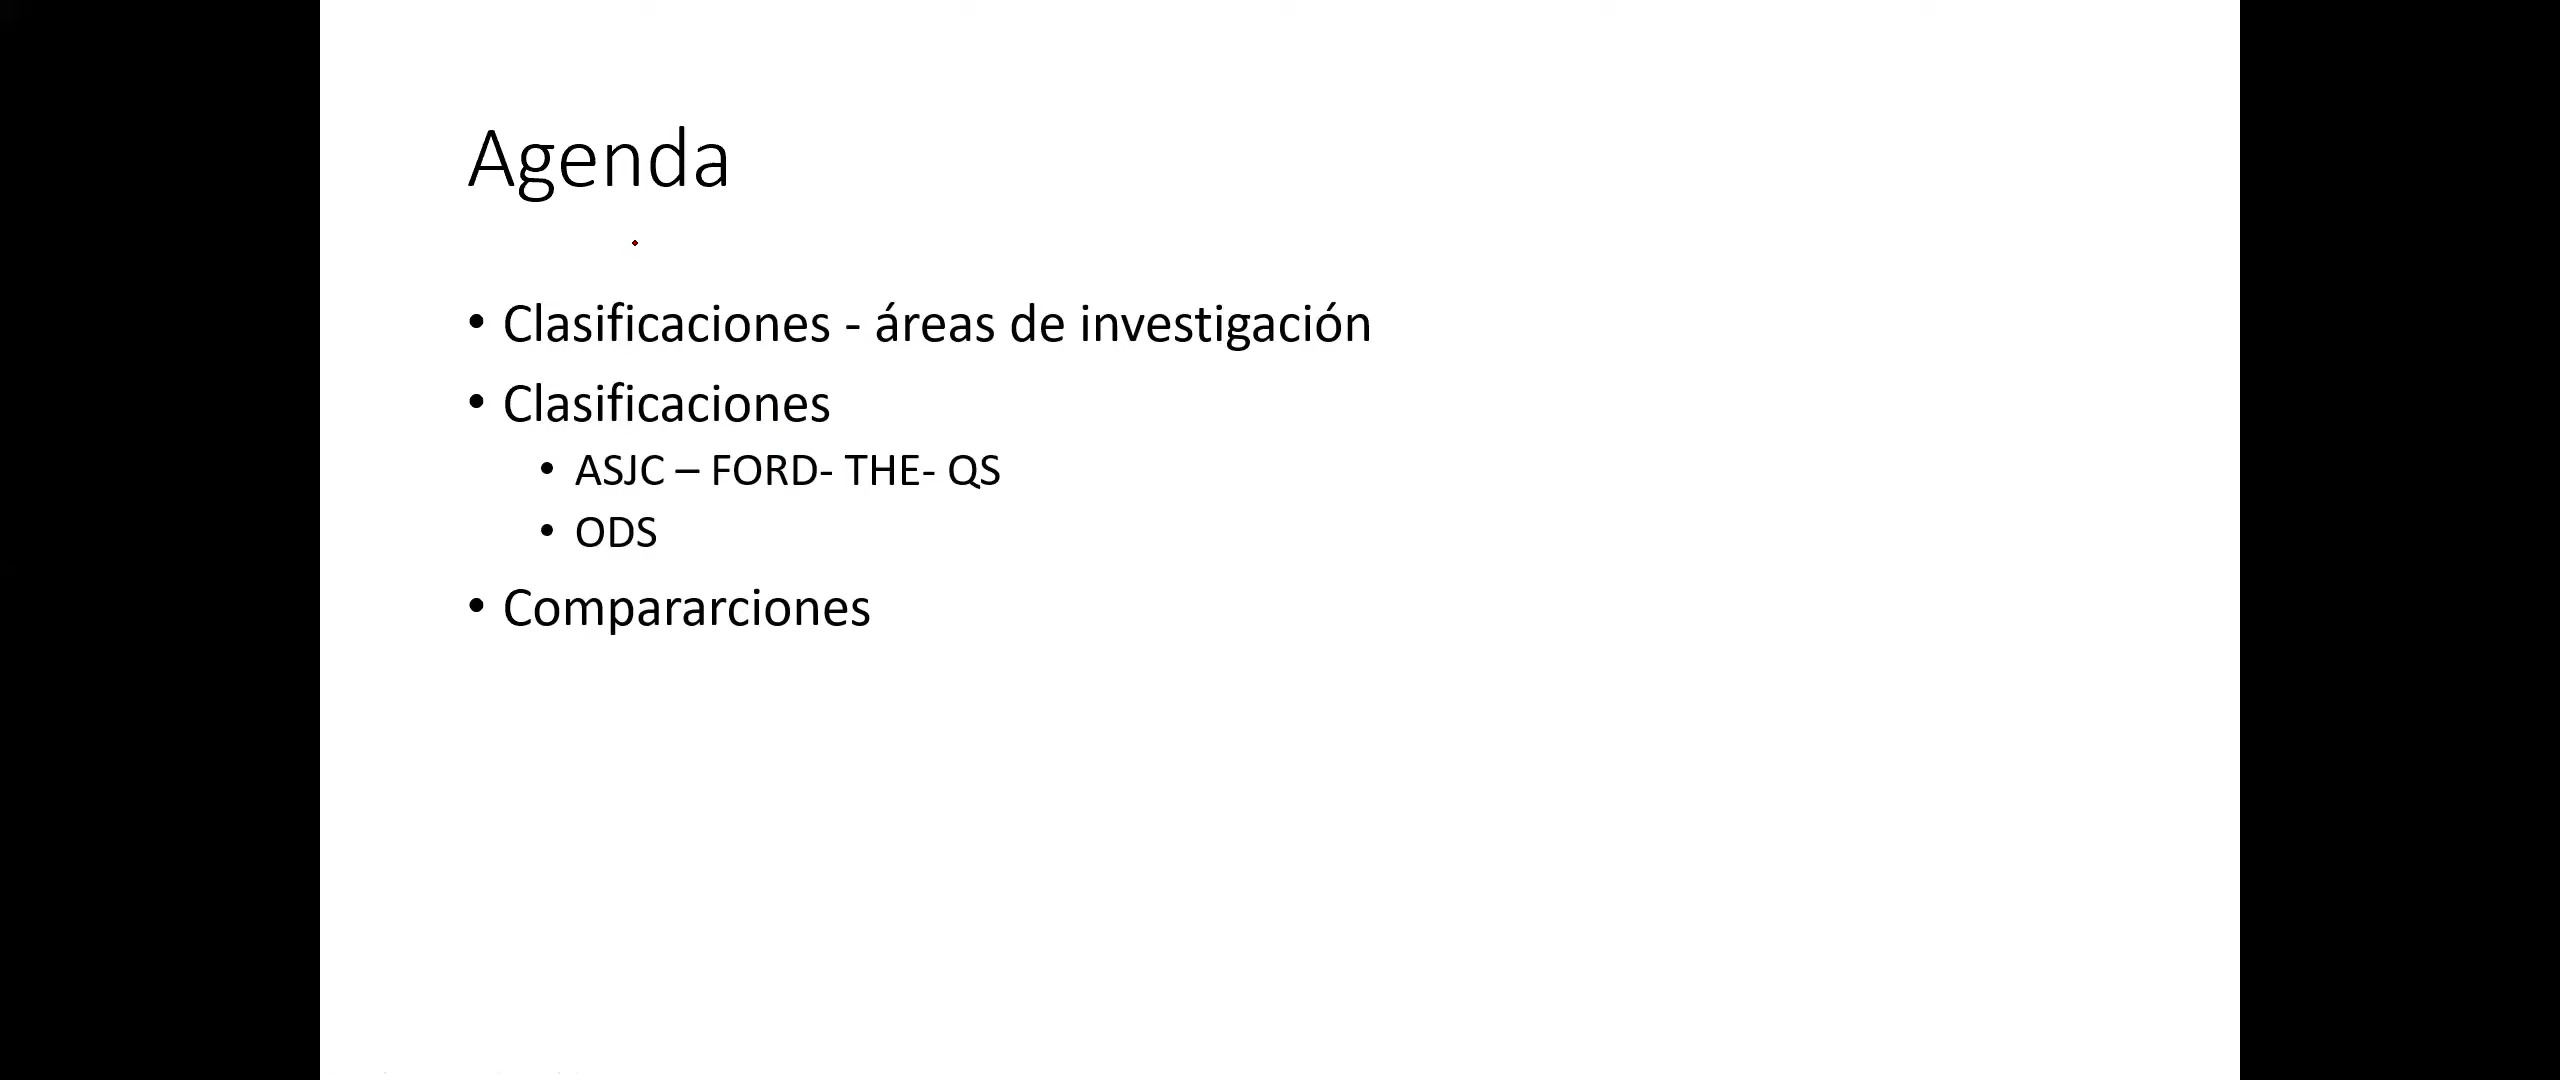 Agenda
• Clasificaciones - áreas de investigación
• Clasificaciones
• ASJC – FORD- THE- QS
• ODS
• Compararciones